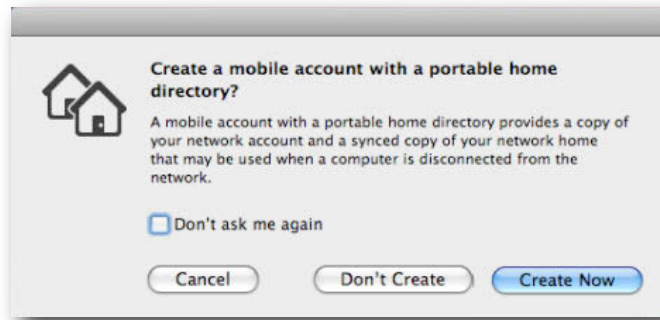 Create a mobile account with a portable home
directory?
A mobile account with a portable home directory provides a copy of
your network account and a synced copy of your network home
that may be used when a computer is disconnected from the
network.
Don't ask me again
Cancel
Don't Create
Create Now